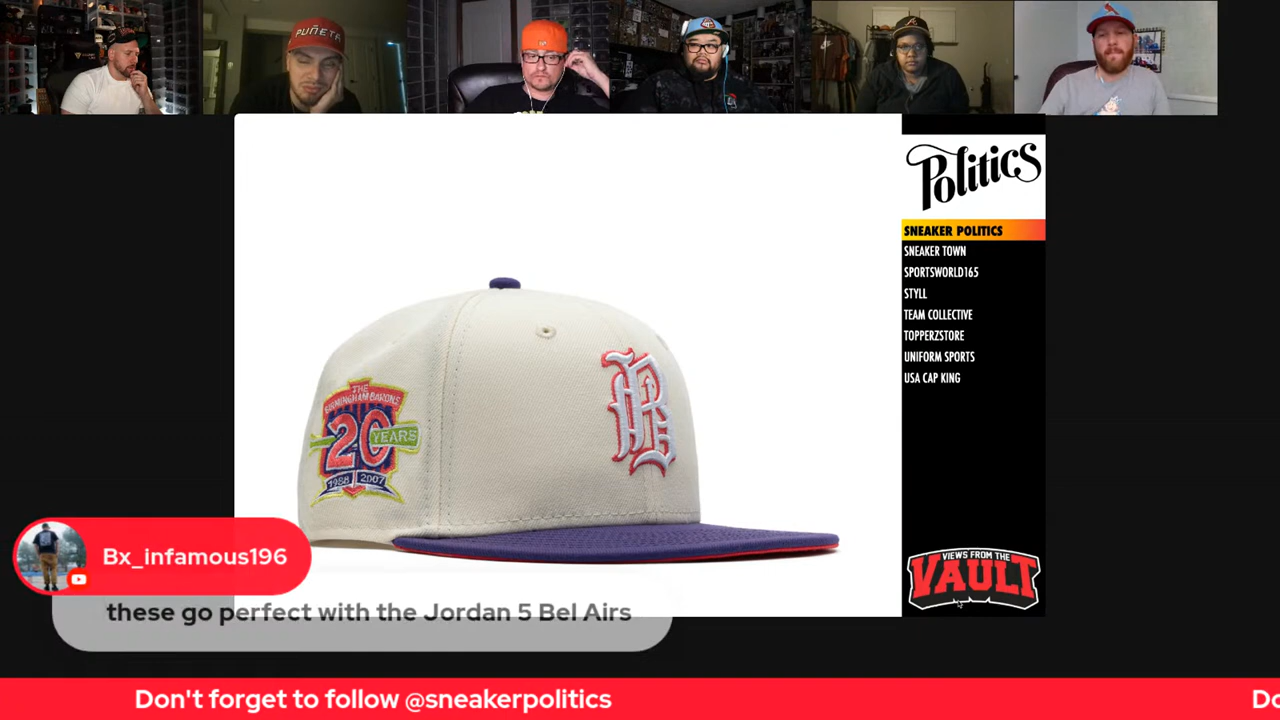 PUÑETA
Politics
SNEAKER POLITICS
SNEAKER TOWN
SPORTSWORLD165
STYLL
TEAM COLLECTIVE
TOPPERZSTORE
UNIFORM SPORTS
USA CAP KING
THE
BIRMINGHAM BARONS
20
YEARS
1988 2007
B
VIEWS FROM THE
VAULT
Bx_infamous196
these go perfect with the Jordan 5 Bel Airs
Don't forget to follow @sneakerpolitics
Do